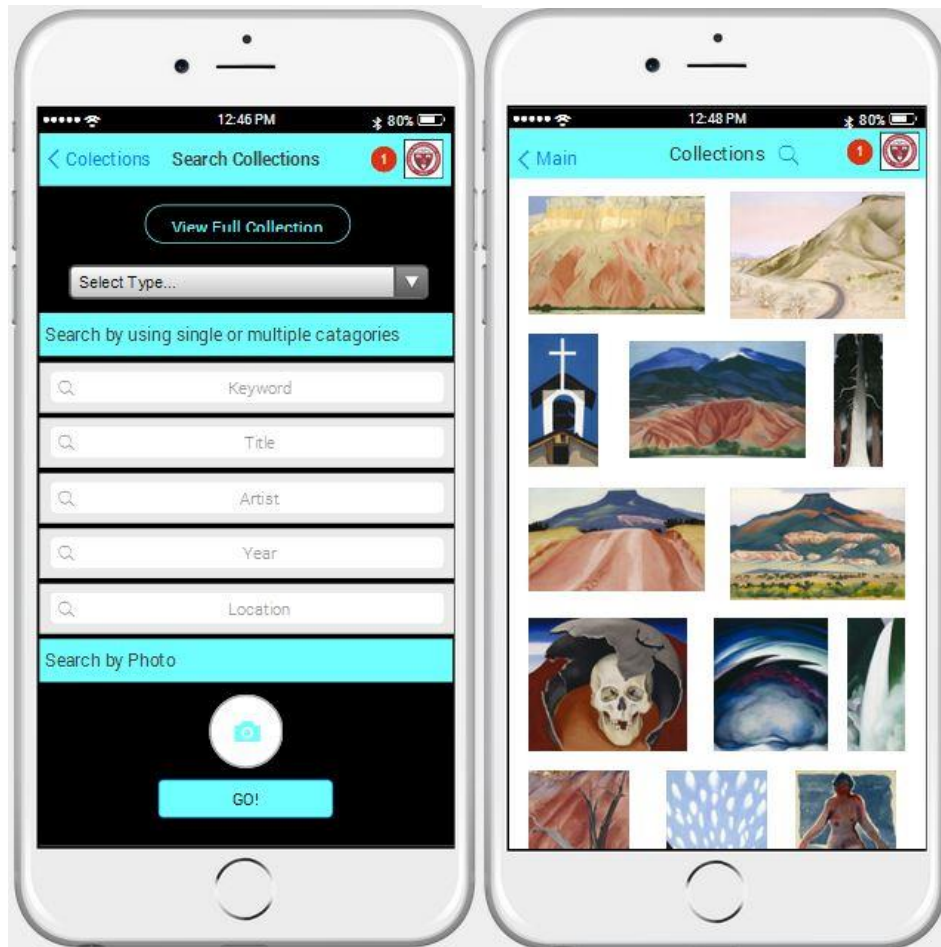 12:46 PM
80%
Colections
Search Collections
1
View Full Collection
Select Type...
Search by using single or multiple catagories
Keyword
Title
Artist
Year
Location
Search by Photo
GO!
12:48 PM
80%
Main
Collections
1